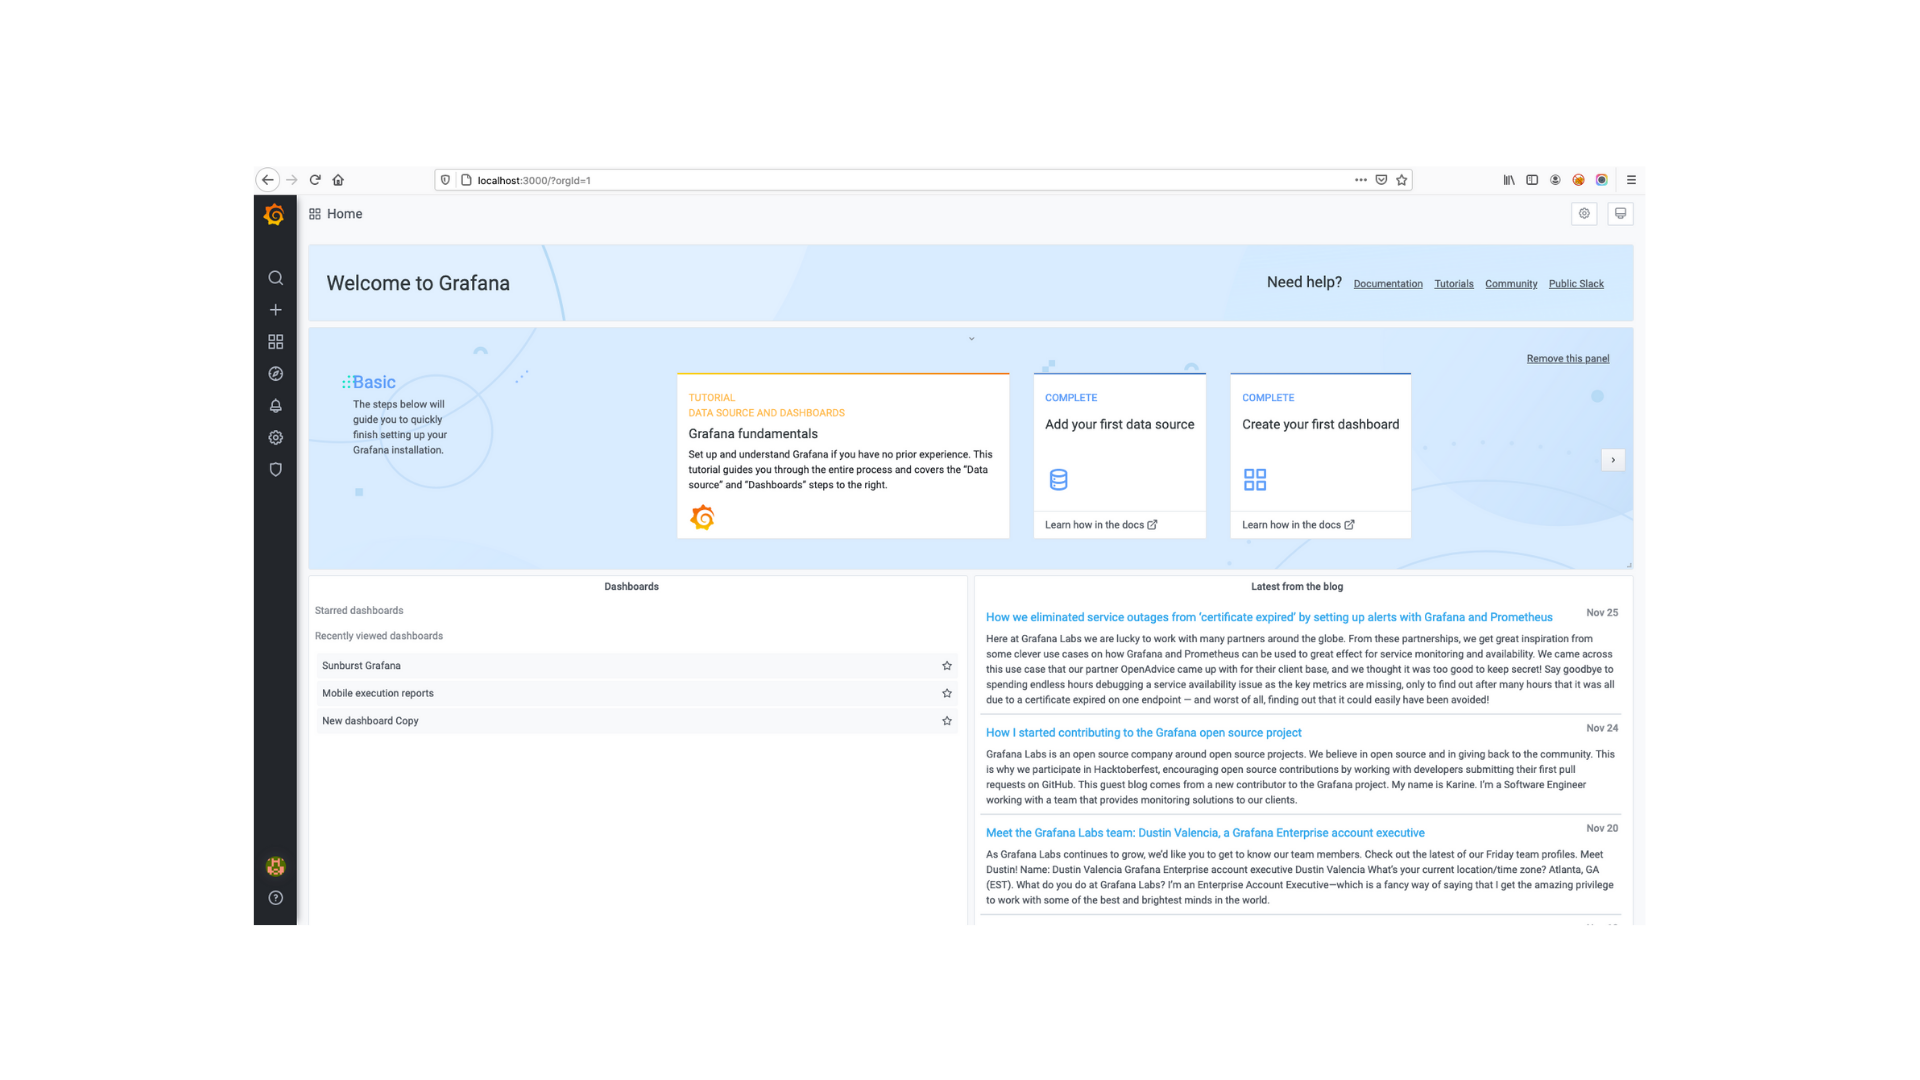 localhost:3000/?orgId=1
Home
Welcome to Grafana
Need help? Documentation Tutorials Community Public Slack
Remove this panel
Basic
The steps below will
guide you to quickly
finish setting up your
Grafana installation.
TUTORIAL
DATA SOURCE AND DASHBOARDS
Grafana fundamentals
Set up and understand Grafana if you have no prior experience. This
tutorial guides you through the entire process and covers the “Data
source” and “Dashboards” steps to the right.
COMPLETE
Add your first data source
Learn how in the docs
COMPLETE
Create your first dashboard
Learn how in the docs
Dashboards
Starred dashboards
Recently viewed dashboards
Sunburst Grafana
Mobile execution reports
New dashboard Copy
Latest from the blog
How we eliminated service outages from ‘certificate expired’ by setting up alerts with Grafana and Prometheus
Nov 25
Here at Grafana Labs we are lucky to work with many partners around the globe. From these partnerships, we get great inspiration from
some clever use cases on how Grafana and Prometheus can be used to great effect for service monitoring and availability. We came across
this use case that our partner OpenAdvice came up with for their client base, and we thought it was too good to keep secret! Say goodbye to
spending endless hours debugging a service availability issue as the key metrics are missing, only to find out after many hours that it was all
due to a certificate expired on one endpoint — and worst of all, finding out that it could easily have been avoided!
How I started contributing to the Grafana open source project
Nov 24
Grafana Labs is an open source company around open source projects. We believe in open source and in giving back to the community. This
is why we participate in Hacktoberfest, encouraging open source contributions by working with developers submitting their first pull
requests on GitHub. This guest blog comes from a new contributor to the Grafana project. My name is Karine. I’m a Software Engineer
working with a team that provides monitoring solutions to our clients.
Meet the Grafana Labs team: Dustin Valencia, a Grafana Enterprise account executive
Nov 20
As Grafana Labs continues to grow, we’d like you to get to know our team members. Check out the latest of our Friday team profiles. Meet
Dustin! Name: Dustin Valencia Grafana Enterprise account executive Dustin Valencia What’s your current location/time zone? Atlanta, GA
(EST). What do you do at Grafana Labs? I’m an Enterprise Account Executive—which is a fancy way of saying that I get the amazing privilege
to work with some of the best and brightest minds in the world.